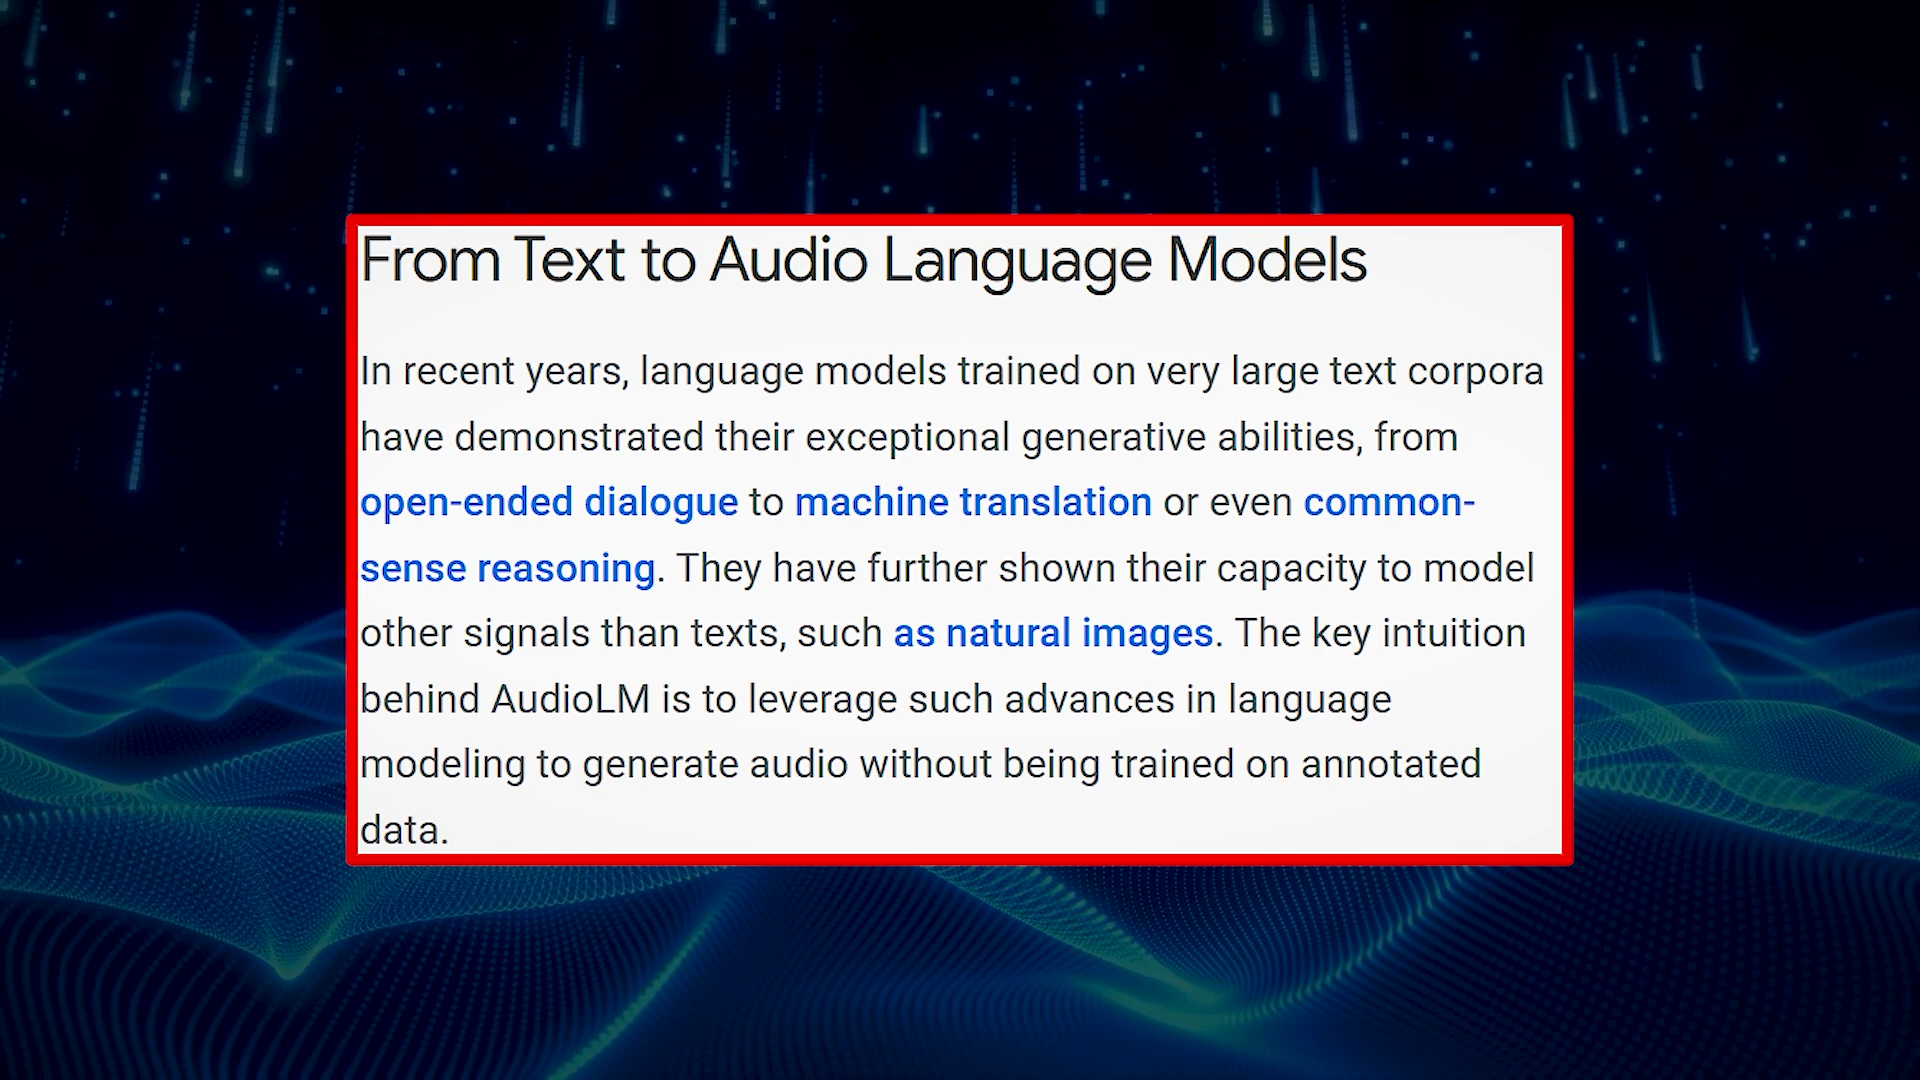 From Text to Audio Language Models
In recent years, language models trained on very large text corpora
have demonstrated their exceptional generative abilities, from
open-ended dialogue to machine translation or even common-
sense reasoning. They have further shown their capacity to model
other signals than texts, such as natural images. The key intuition
behind AudioLM is to leverage such advances in language
modeling to generate audio without being trained on annotated
data.